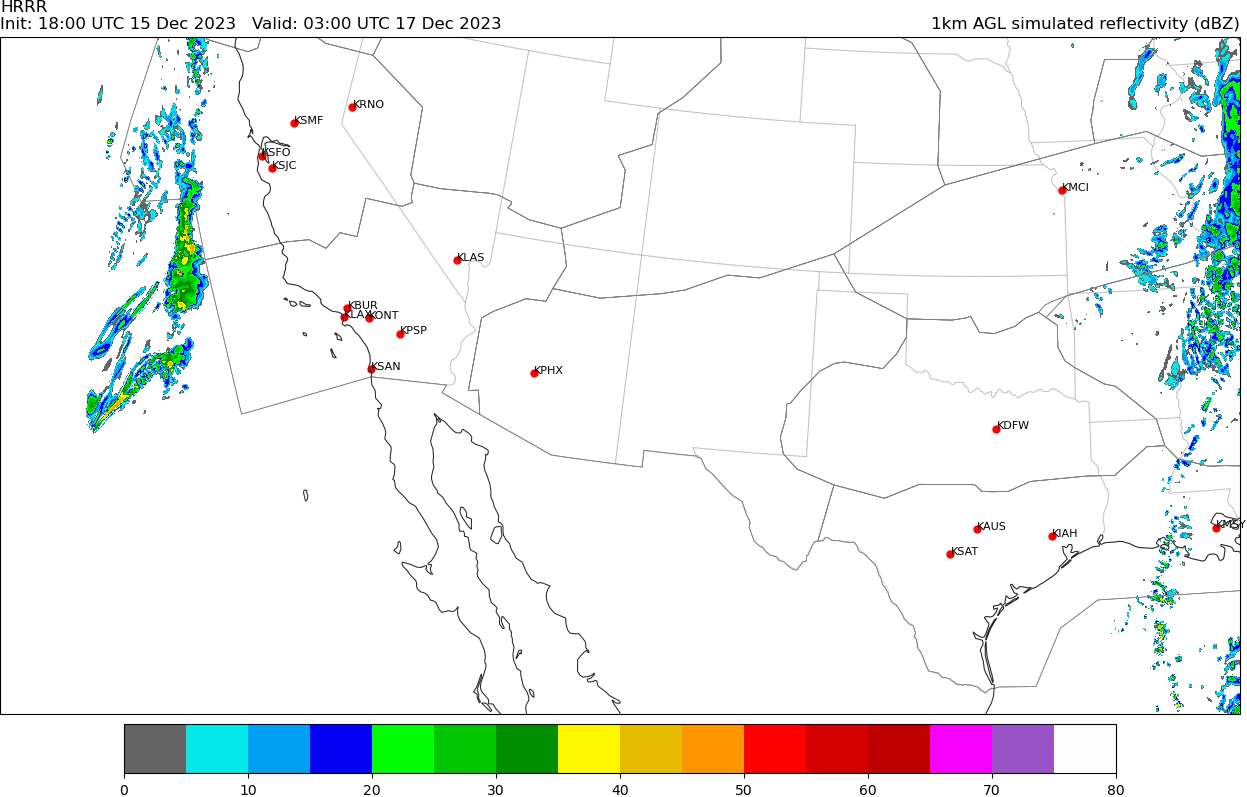 HRRR
Init: 18:00 UTC 15 Dec 2023   Valid: 03:00 UTC 17 Dec 2023
1km AGL simulated reflectivity (dBZ)
KRNO
KSMF
KSFO
KSJC
KMCI
KLAS
KBUR
KLAX
KONT
KPSP
KSAN
KPHX
KDFW
KAUS
KMSY
KIAH
KSAT
0 10 20 30 40 50 60 70 80